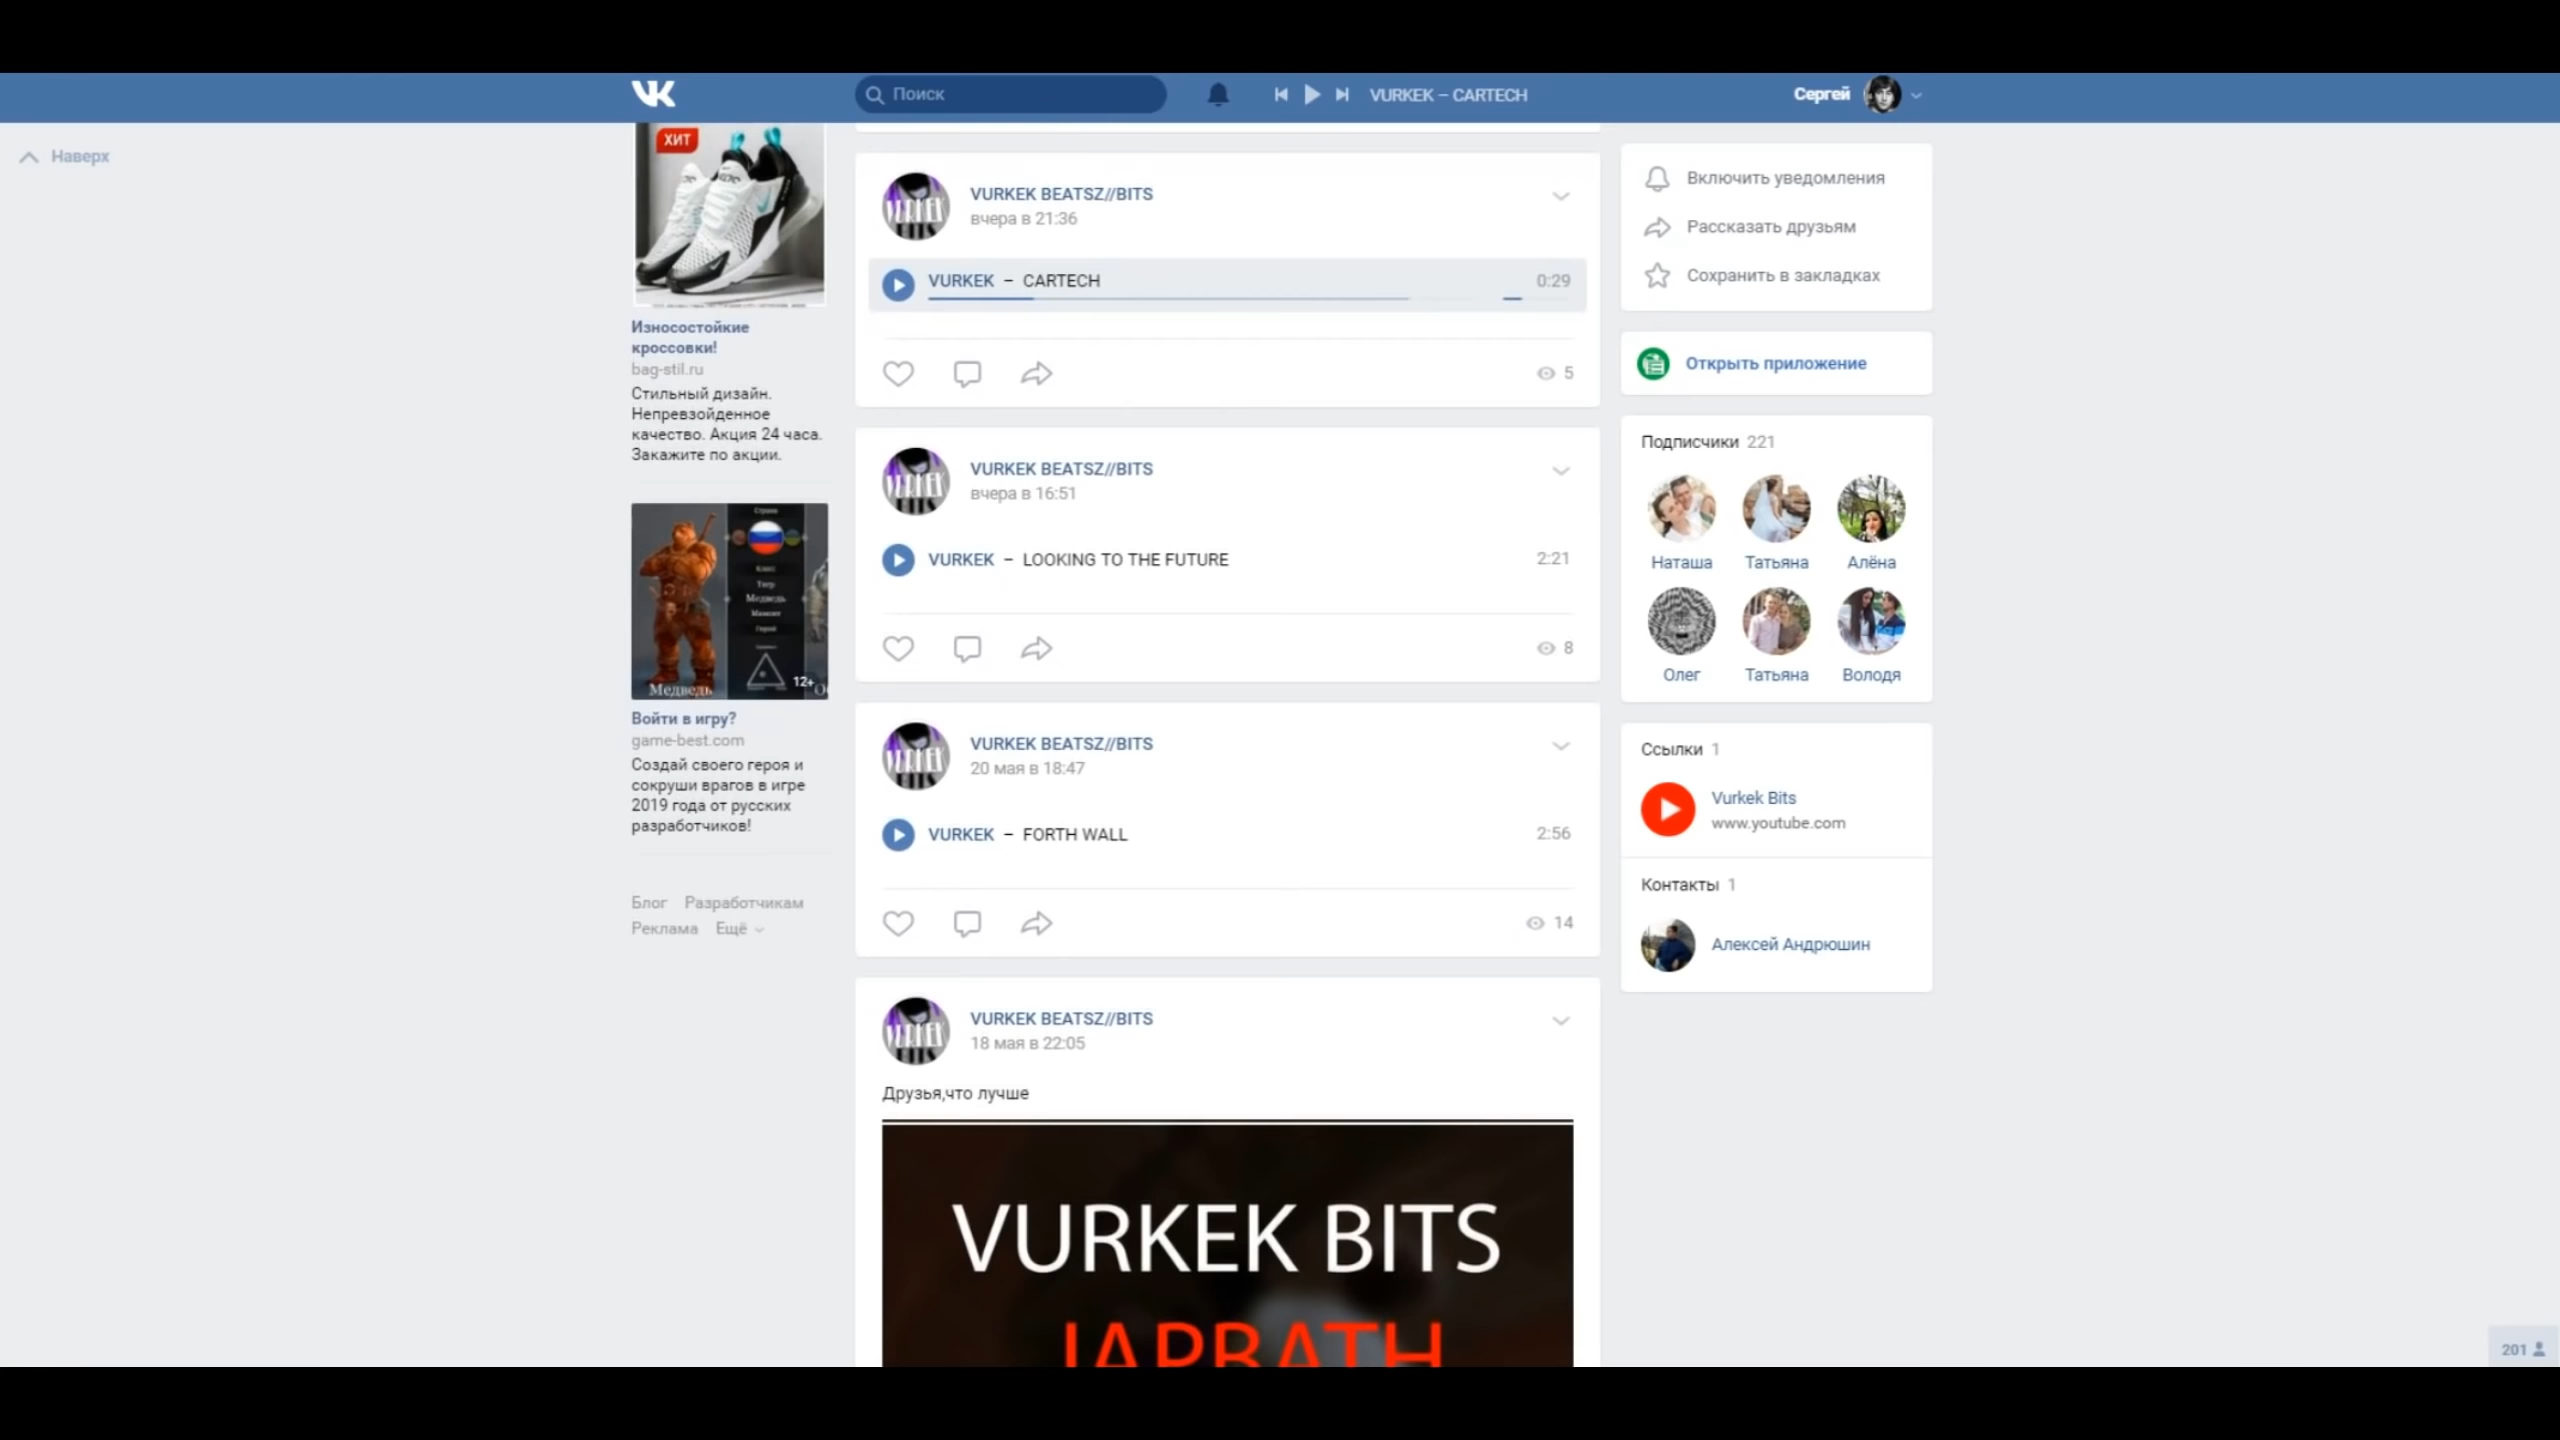 Поиск
VURKEK – CARTECH
Сергей
Наверх
ХИТ
Износостойкие
кроссовки!
bag-stil.ru
Стильный дизайн.
Непревзойденное
качество. Акция 24 часа.
Закажите по акции.
Страна
Класс
Тигр
Медведь
Мамонт
Медведь
12+
Войти в игру?
game-best.com
Создай своего героя и
сокруши врагов в игре
2019 года от русских
разработчиков!
Блог Разработчикам
Реклама Ещё
VURKEK BEATSZ//BITS
вчера в 21:36
VURKEK – CARTECH
0:29
5
VURKEK BEATSZ//BITS
вчера в 16:51
VURKEK – LOOKING TO THE FUTURE
2:21
8
VURKEK BEATSZ//BITS
20 мая в 18:47
VURKEK – FORTH WALL
2:56
14
VURKEK BEATSZ//BITS
18 мая в 22:05
Друзья,что лучше
VURKEK BITS
Включить уведомления
Рассказать друзьям
Сохранить в закладках
Открыть приложение
Подписчики 221
Наташа Татьяна Алёна
Олег Татьяна Володя
Ссылки 1
Vurkek Bits
www.youtube.com
Контакты 1
Алексей Андрюшин
201